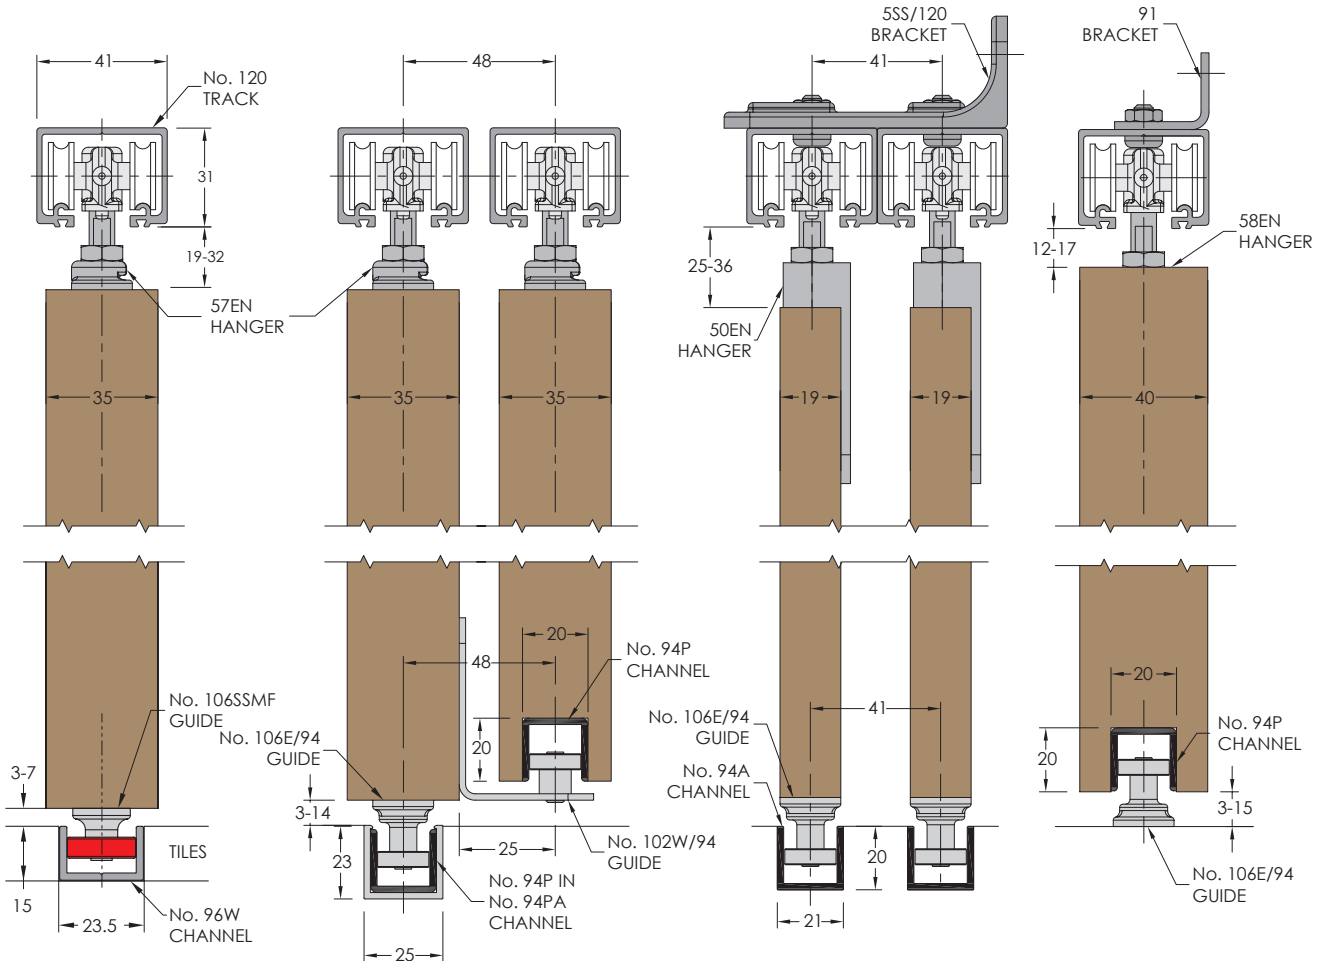 41
No. 120
TRACK
48
5SS/120
BRACKET
41
91
BRACKET
31
19-32
57EN
HANGER
25-36
50EN
HANGER
12-17
58EN
HANGER
35
35
35
19
19
40
No. 106SSMF
GUIDE
3-7
TILES
15
23.5
No. 96W
CHANNEL
20
48
No. 94P
CHANNEL
No. 106E/94
GUIDE
20
3-14
23
25
No. 102W/94
GUIDE
No. 94P IN
No. 94PA
CHANNEL
25
No. 106E/94
GUIDE
41
No. 94A
CHANNEL
20
21
20
No. 94P
CHANNEL
20
3-15
No. 106E/94
GUIDE